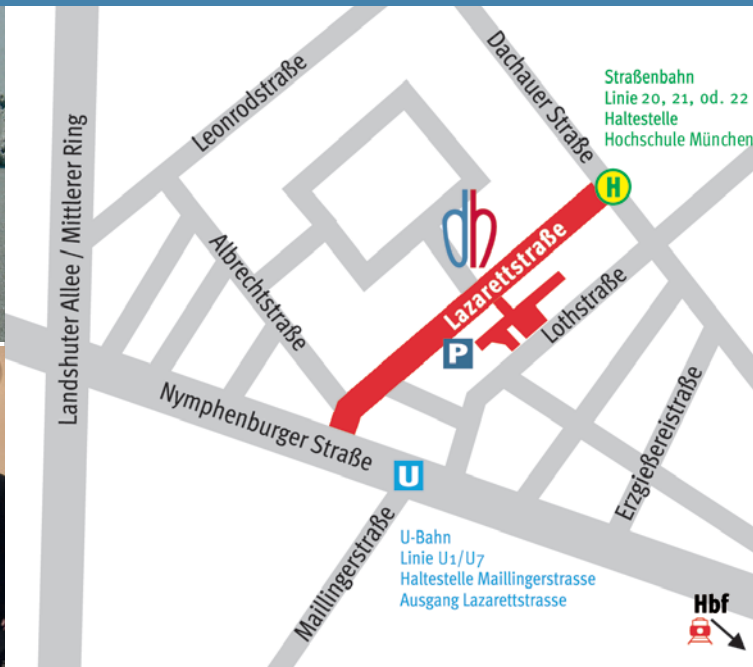 Leonrodstraße
Dachauer Straße
Straßenbahn
Linie 20, 21, od. 22
Haltestelle
Hochschule München
H
Landshuter Allee / Mittlerer Ring
Albrechtstraße
dh
Lazarettstraße
Lothstraße
P
Nymphenburger Straße
Erzgießereistraße
U
Maillingerstraße
U-Bahn
Linie U1/U7
Haltestelle Maillingerstrasse
Ausgang Lazarettstrasse
Hbf